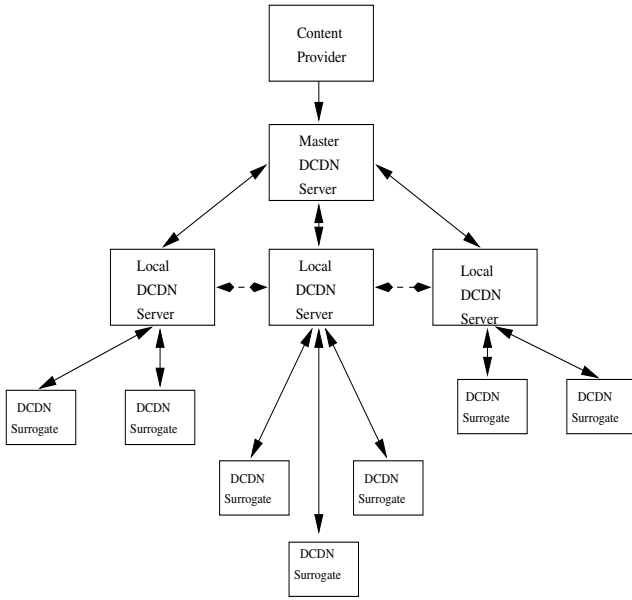 Content
Provider
Master
DCDN
Server
Local
DCDN
Server
Local
DCDN
Server
Local
DCDN
Server
DCDN
Surrogate
DCDN
Surrogate
DCDN
Surrogate
DCDN
Surrogate
DCDN
Surrogate
DCDN
Surrogate
DCDN
Surrogate